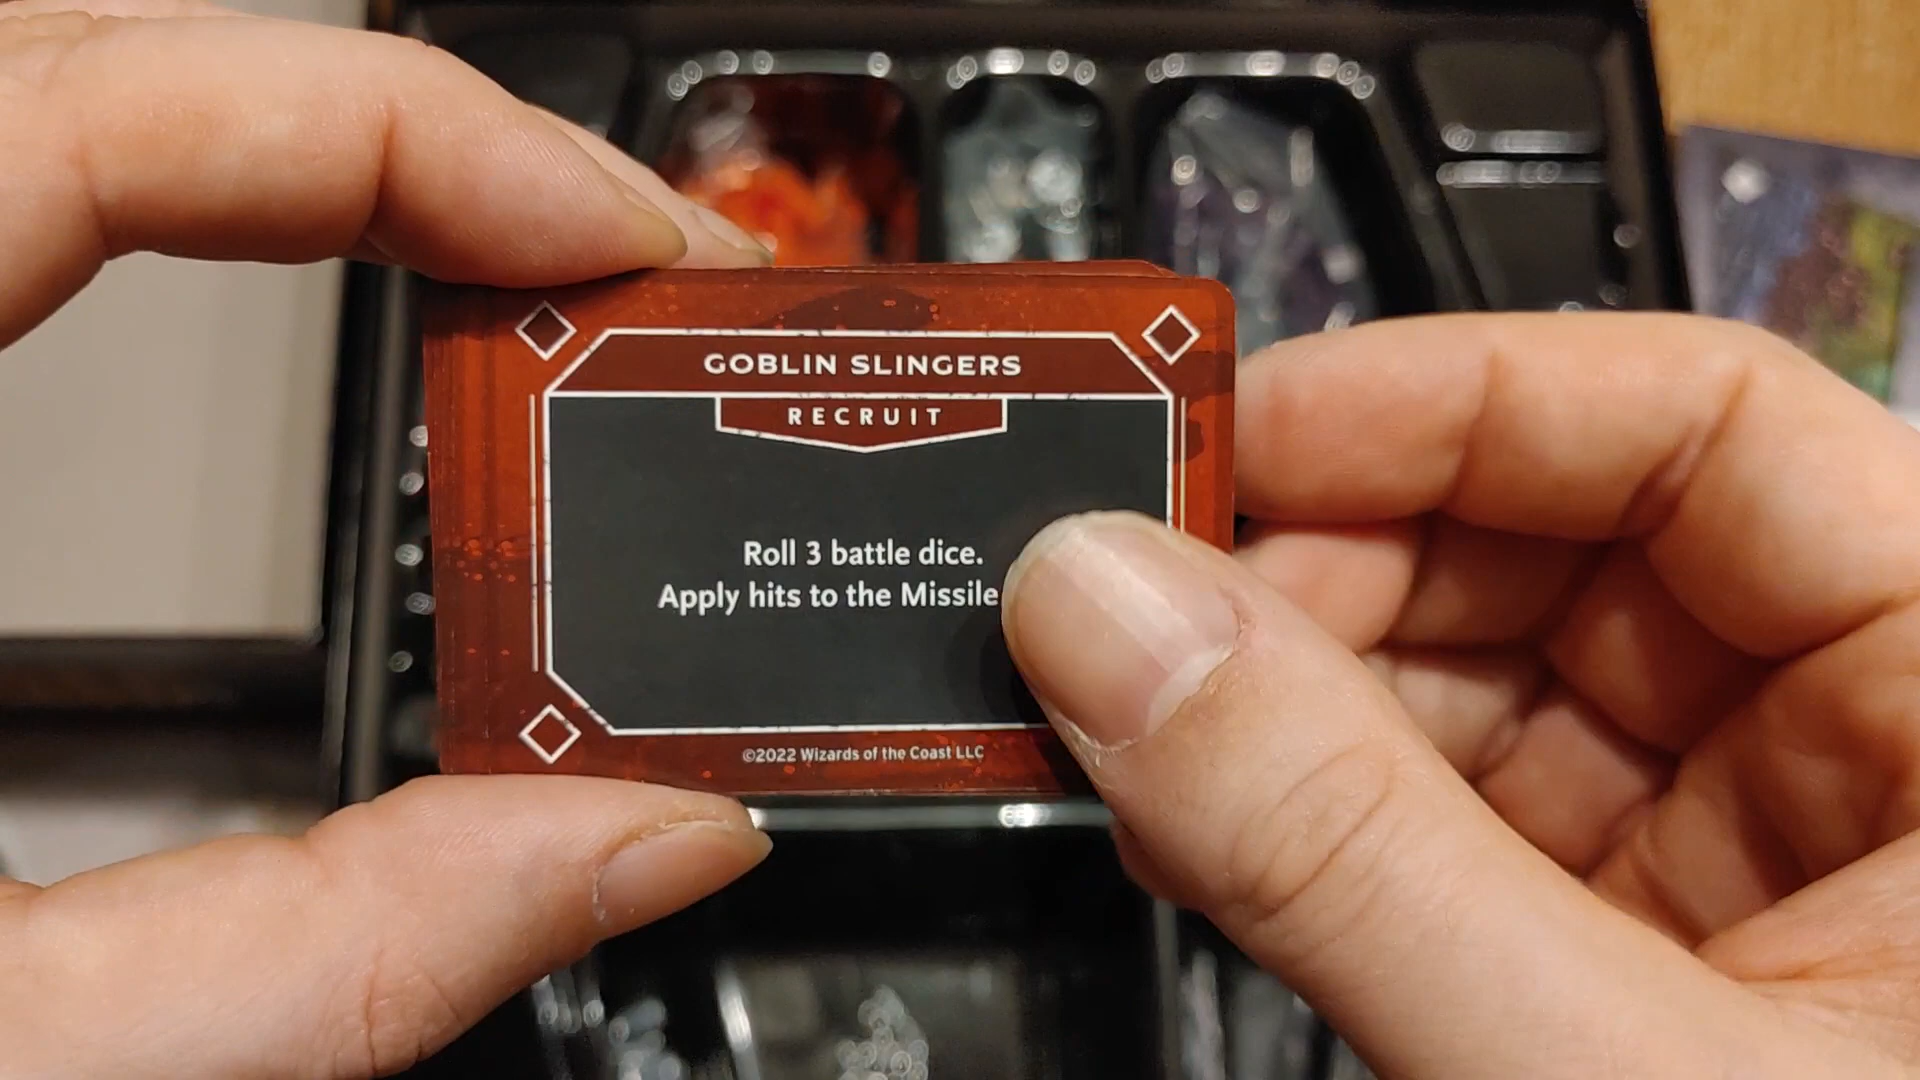 GOBLIN SLINGERS
RECRUIT
Roll 3 battle dice.
Apply hits to the Missile
©2022 Wizards of the Coast LLC